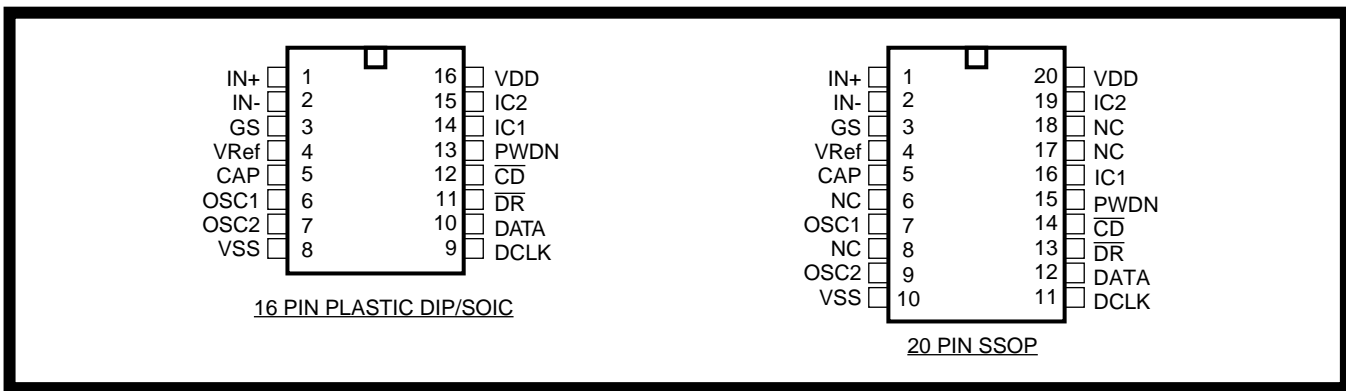 IN+ 1 16 VDD
IN- 2 15 IC2
GS 3 14 IC1
VRef 4 13 PWDN
CAP 5 12 C̅D̅
OSC1 6 11 D̅R̅
OSC2 7 10 DATA
VSS 8 9 DCLK
16 PIN PLASTIC DIP/SOIC
IN+ 1 20 VDD
IN- 2 19 IC2
GS 3 18 NC
VRef 4 17 NC
CAP 5 16 IC1
NC 6 15 PWDN
OSC1 7 14 C̅D̅
NC 8 13 D̅R̅
OSC2 9 12 DATA
VSS 10 11 DCLK
20 PIN SSOP